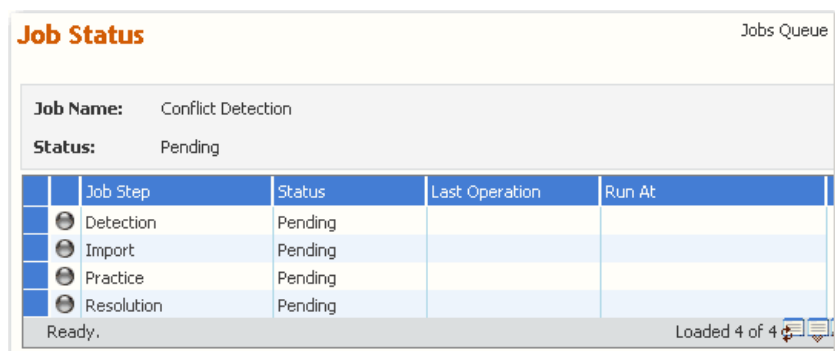 Job Status
Jobs Queue
Job Name: Conflict Detection
Status: Pending
Job Step Status Last Operation Run At
Detection Pending
Import Pending
Practice Pending
Resolution Pending
Ready. Loaded 4 of 4